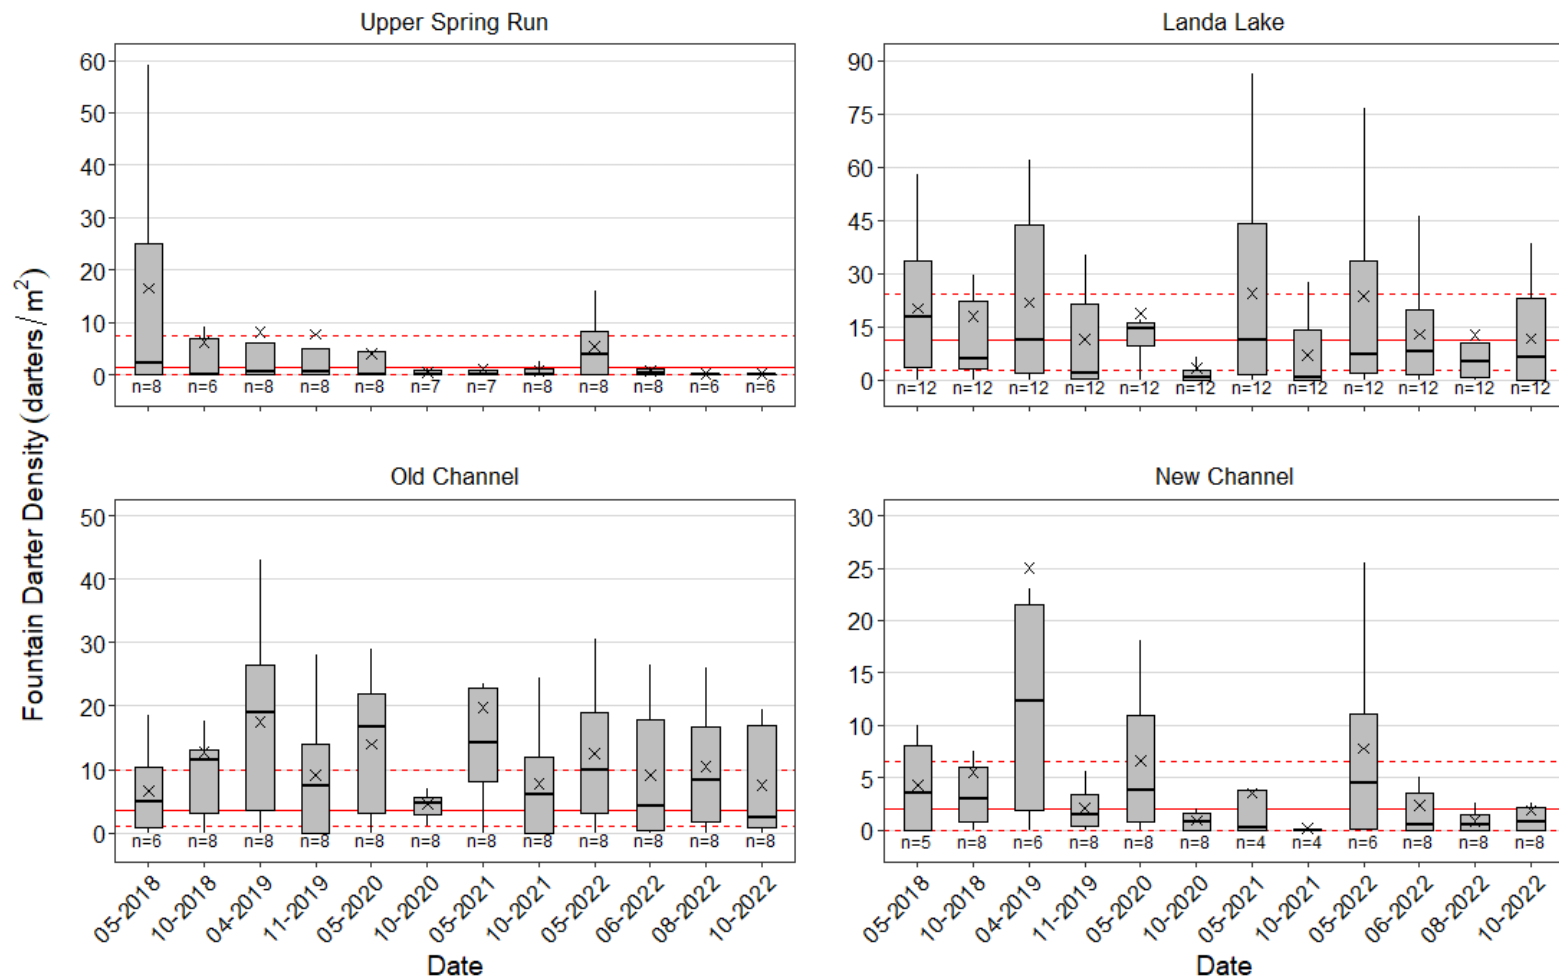 Upper Spring Run
60
50
40
30
20
10
0
n=8 n=6 n=8 n=8 n=8 n=7 n=7 n=8 n=8 n=8 n=6 n=6
Landa Lake
90
75
60
45
30
15
0
n=12 n=12 n=12 n=12 n=12 n=12 n=12 n=12 n=12 n=12 n=12 n=12
Fountain Darter Density (darters/m²)
Old Channel
50
40
30
20
10
0
n=6 n=8 n=8 n=8 n=8 n=8 n=8 n=8 n=8 n=8 n=8 n=8
05-2018 10-2018 04-2019 11-2019 05-2020 10-2020 05-2021 10-2021 05-2022 06-2022 08-2022 10-2022
Date
New Channel
30
25
20
15
10
5
0
n=5 n=8 n=6 n=8 n=8 n=8 n=4 n=4 n=6 n=8 n=8 n=8
05-2018 10-2018 04-2019 11-2019 05-2020 10-2020 05-2021 10-2021 05-2022 06-2022 08-2022 10-2022
Date